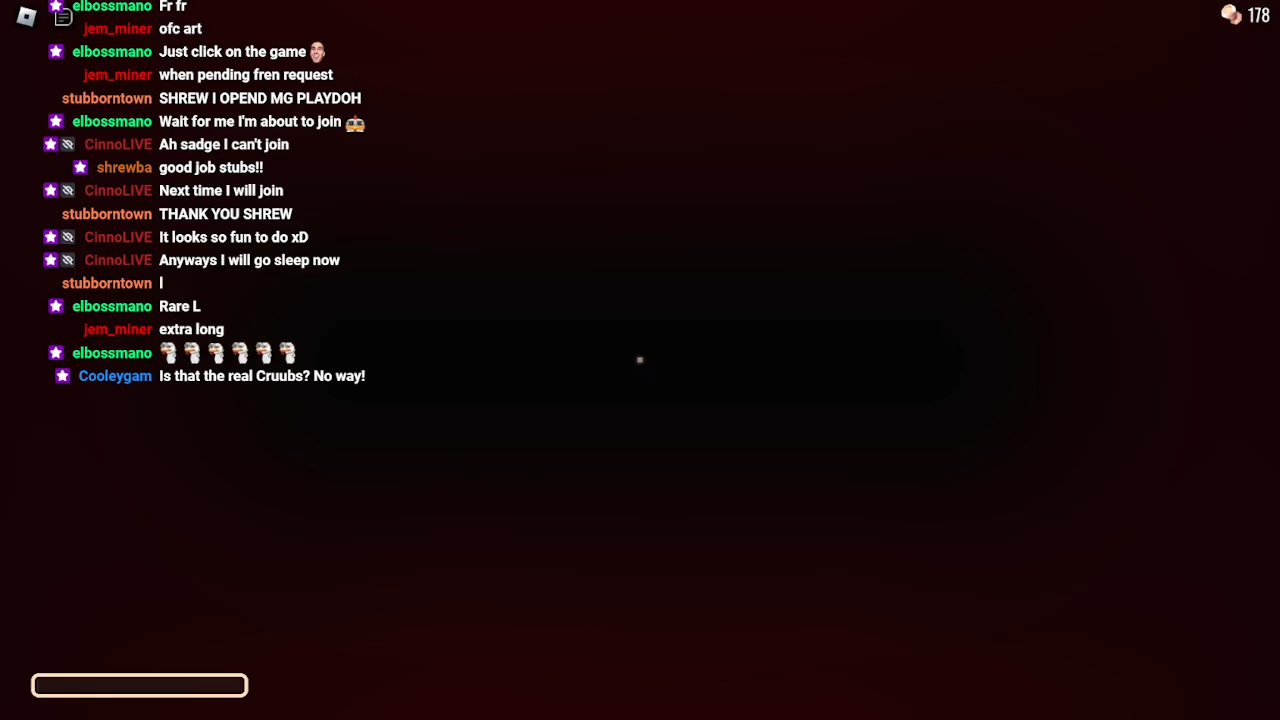 elbossmano Fr fr
178
jem_miner ofc art
elbossmano Just click on the game
jem_miner when pending fren request
stubborntown SHREW I OPEND MG PLAYDOH
elbossmano Wait for me I'm about to join
CinnoLIVE Ah sadge I can't join
shrewba good job stubs!!
CinnoLIVE Next time I will join
stubborntown THANK YOU SHREW
CinnoLIVE It looks so fun to do xD
CinnoLIVE Anyways I will go sleep now
stubborntown I
elbossmano Rare L
jem_miner extra long
elbossmano
Cooleygam Is that the real Cruubs? No way!